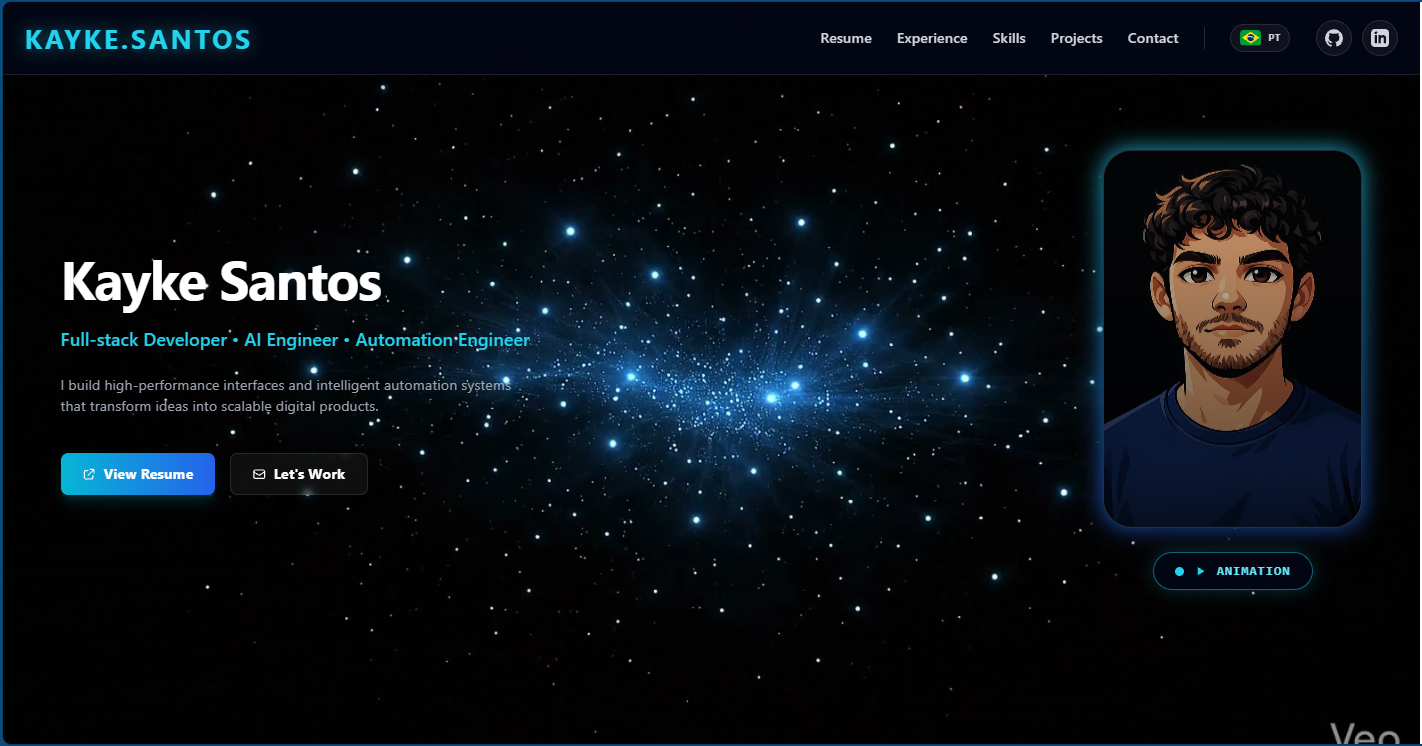 KAYKE.SANTOS
Resume Experience Skills Projects Contact PT
Kayke Santos
Full-stack Developer • AI Engineer • Automation Engineer
I build high-performance interfaces and intelligent automation systems
that transform ideas into scalable digital products.
View Resume Let's Work
ANIMATION
Veo